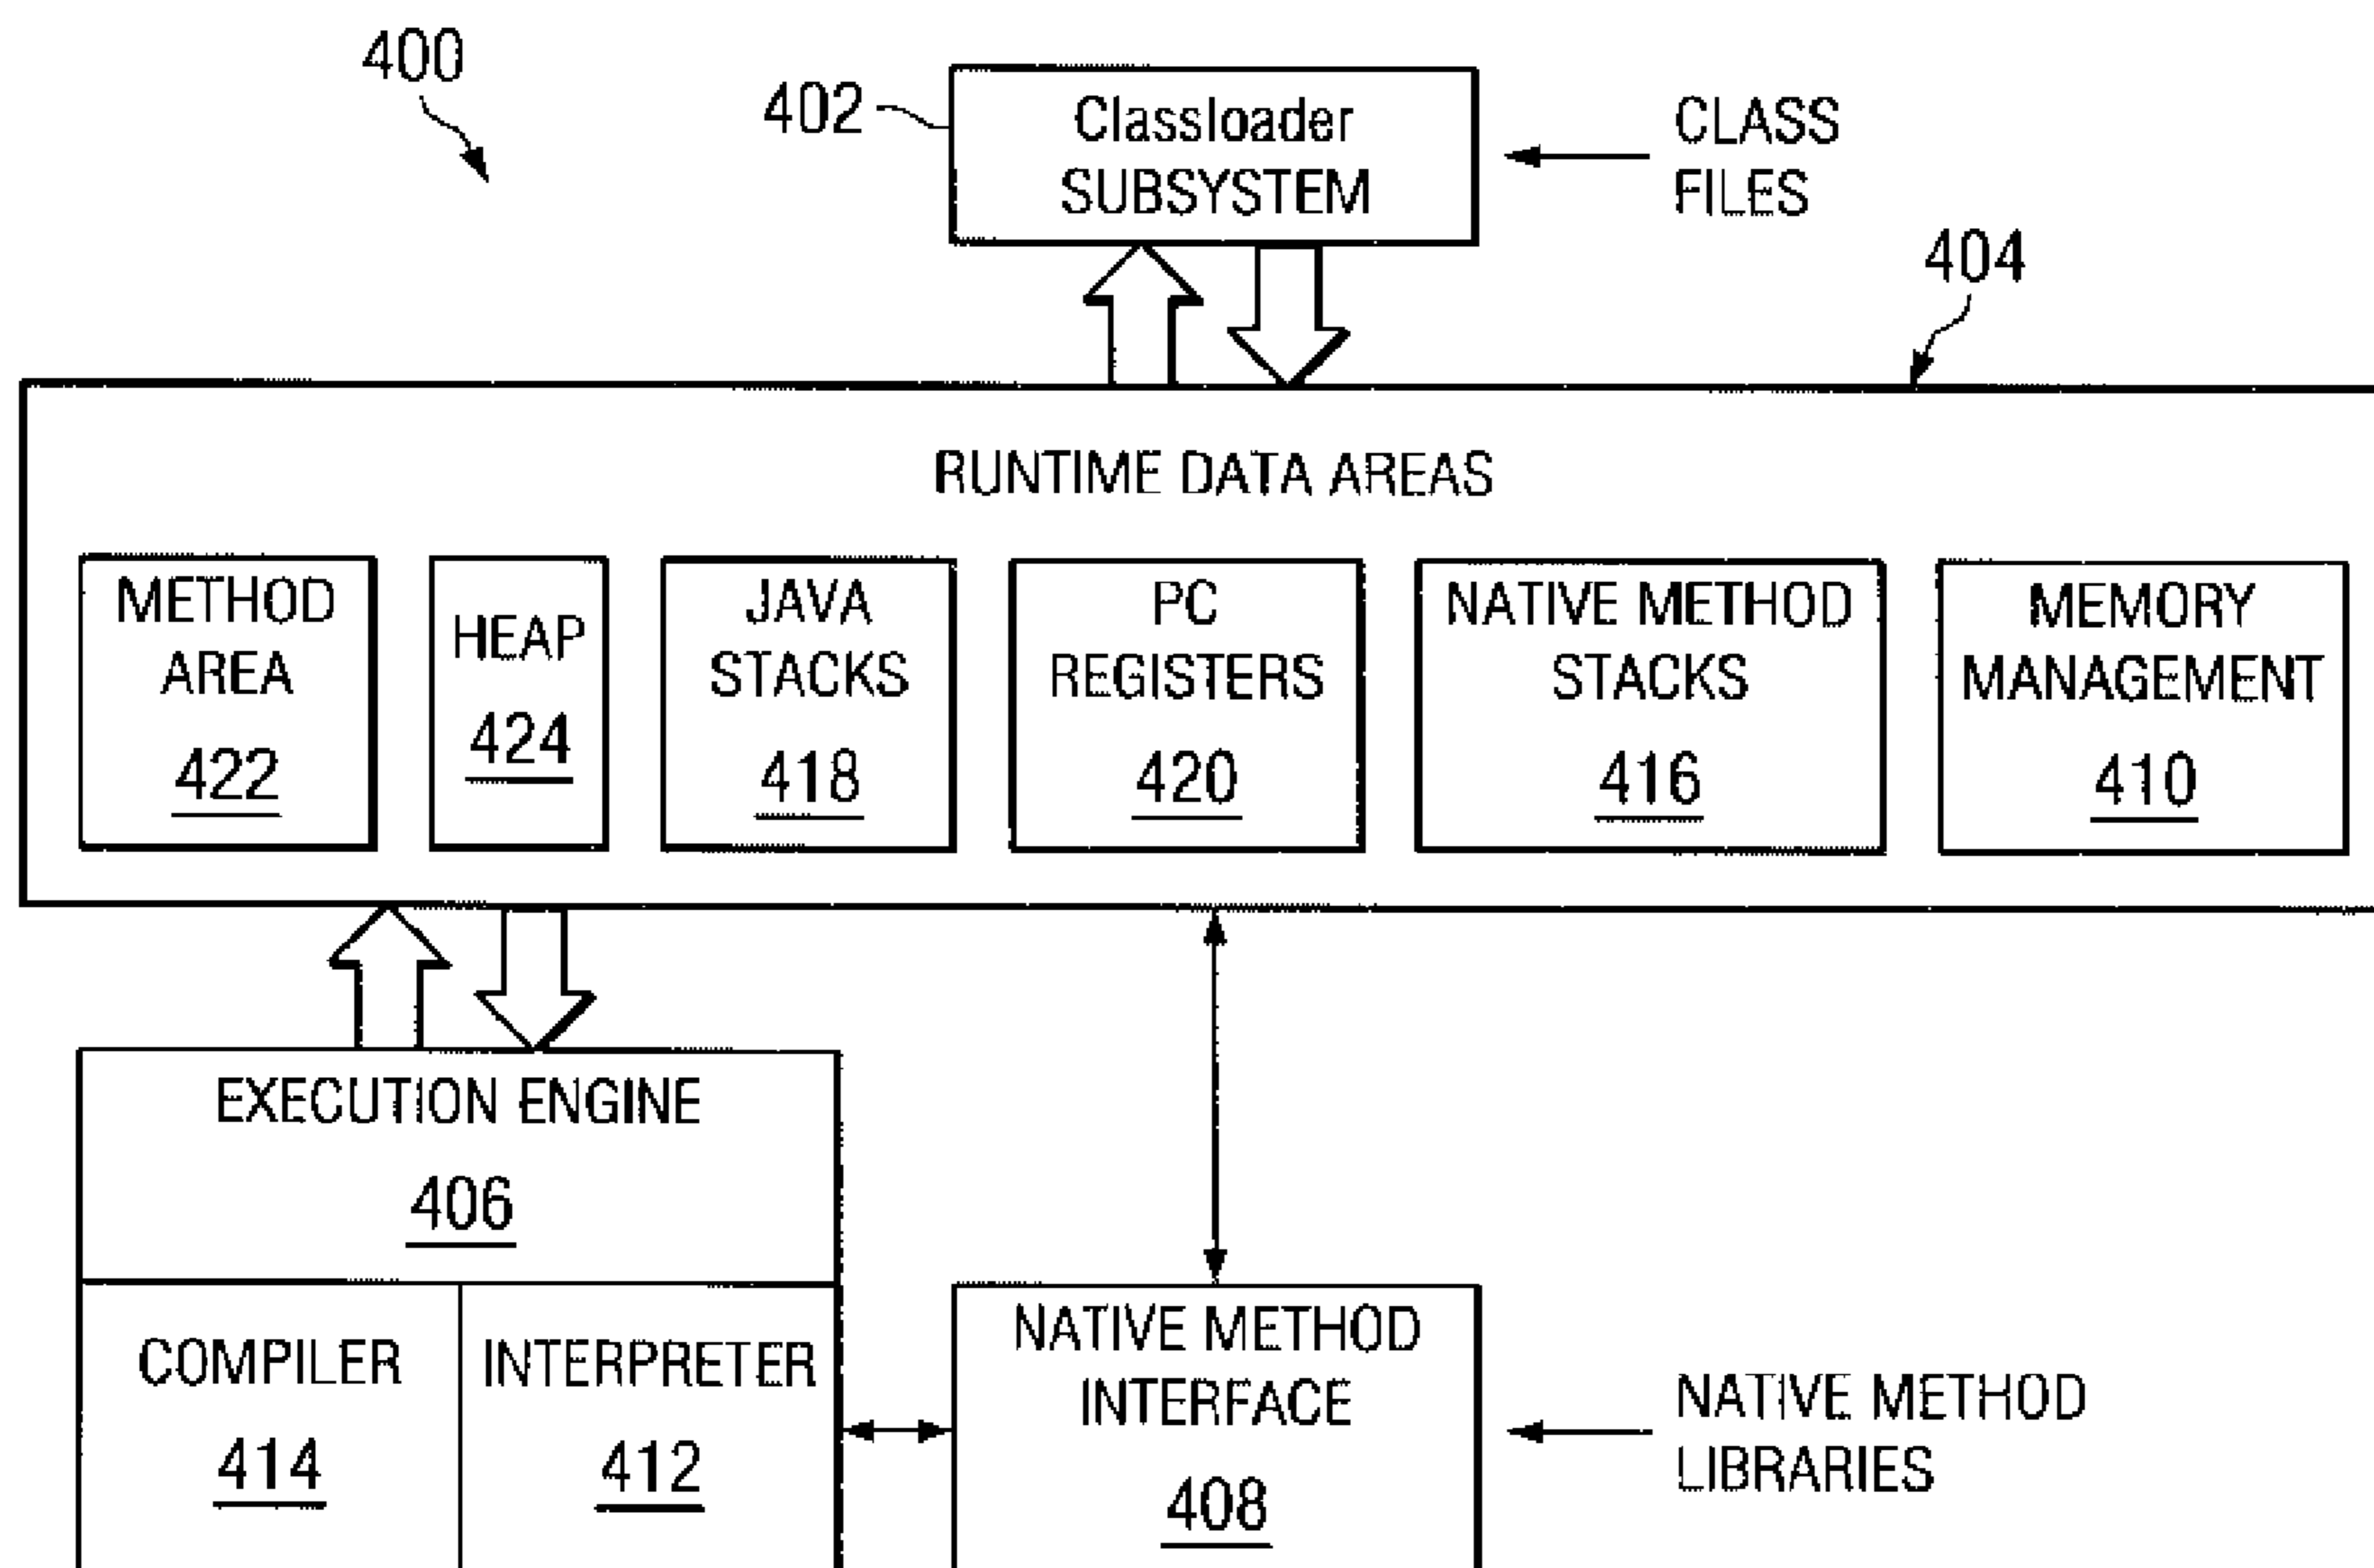 400
402
Classloader
SUBSYSTEM
CLASS
FILES
404
RUNTIME DATA AREAS
METHOD
AREA
422
HEAP
424
JAVA
STACKS
418
PC
REGISTERS
420
NATIVE METHOD
STACKS
416
MEMORY
MANAGEMENT
410
EXECUTION ENGINE
406
COMPILER
414
INTERPRETER
412
NATIVE METHOD
INTERFACE
408
NATIVE METHOD
LIBRARIES